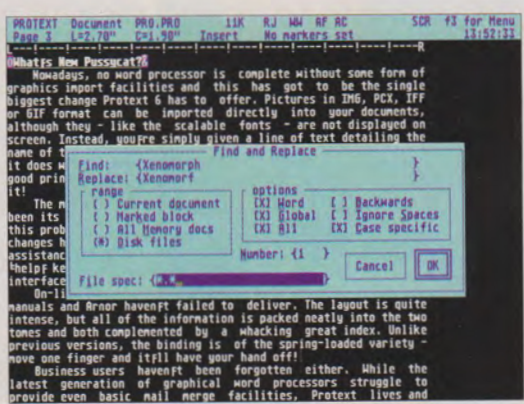 PROTEXT Document PRO.PRO 11K RJ WW RF AC SCR f3 for Menu
Page 3 L=2.70" C=1.90" Insert No markers set 13:52:33
Whatƒs New Pussycat?
Nowadays, no word processor is complete without some form of
graphics import facilities and this has got to be the single
biggest change Protext 6 has to offer. Pictures in IMG, PCX, IFF
or GIF format can be imported directly into your documents,
although they - like the scalable fonts - are not displayed on
screen. Instead, youƒre simply given a line of text detailing the
name of t
it does w
good prin
it!
The m
been its
this prob
changes h
assistanc
ƒhelpƒ ke
interface
On-li
Find and Replace
Find: {Xenomorph }
Replace: {Xenomorf }
range
( ) Current document
( ) Marked block
( ) All Memory docs
(*) Disk files
options
[X] Word [ ] Backwards
[X] Global [ ] Ignore Spaces
[X] All [X] Case specific
Number: {1 }
Cancel OK
File spec: {*.* }
manuals and Arnor havenƒt failed to deliver. The layout is quite
intense, but all of the information is packed neatly into the two
tomes and both complemented by a whacking great index. Unlike
previous versions, the binding is of the spring-loaded variety -
move one finger and itƒll have your hand off!
Business users havenƒt been forgotten either. While the
latest generation of graphical word processors struggle to
provide even basic mail merge facilities, Protext lives and